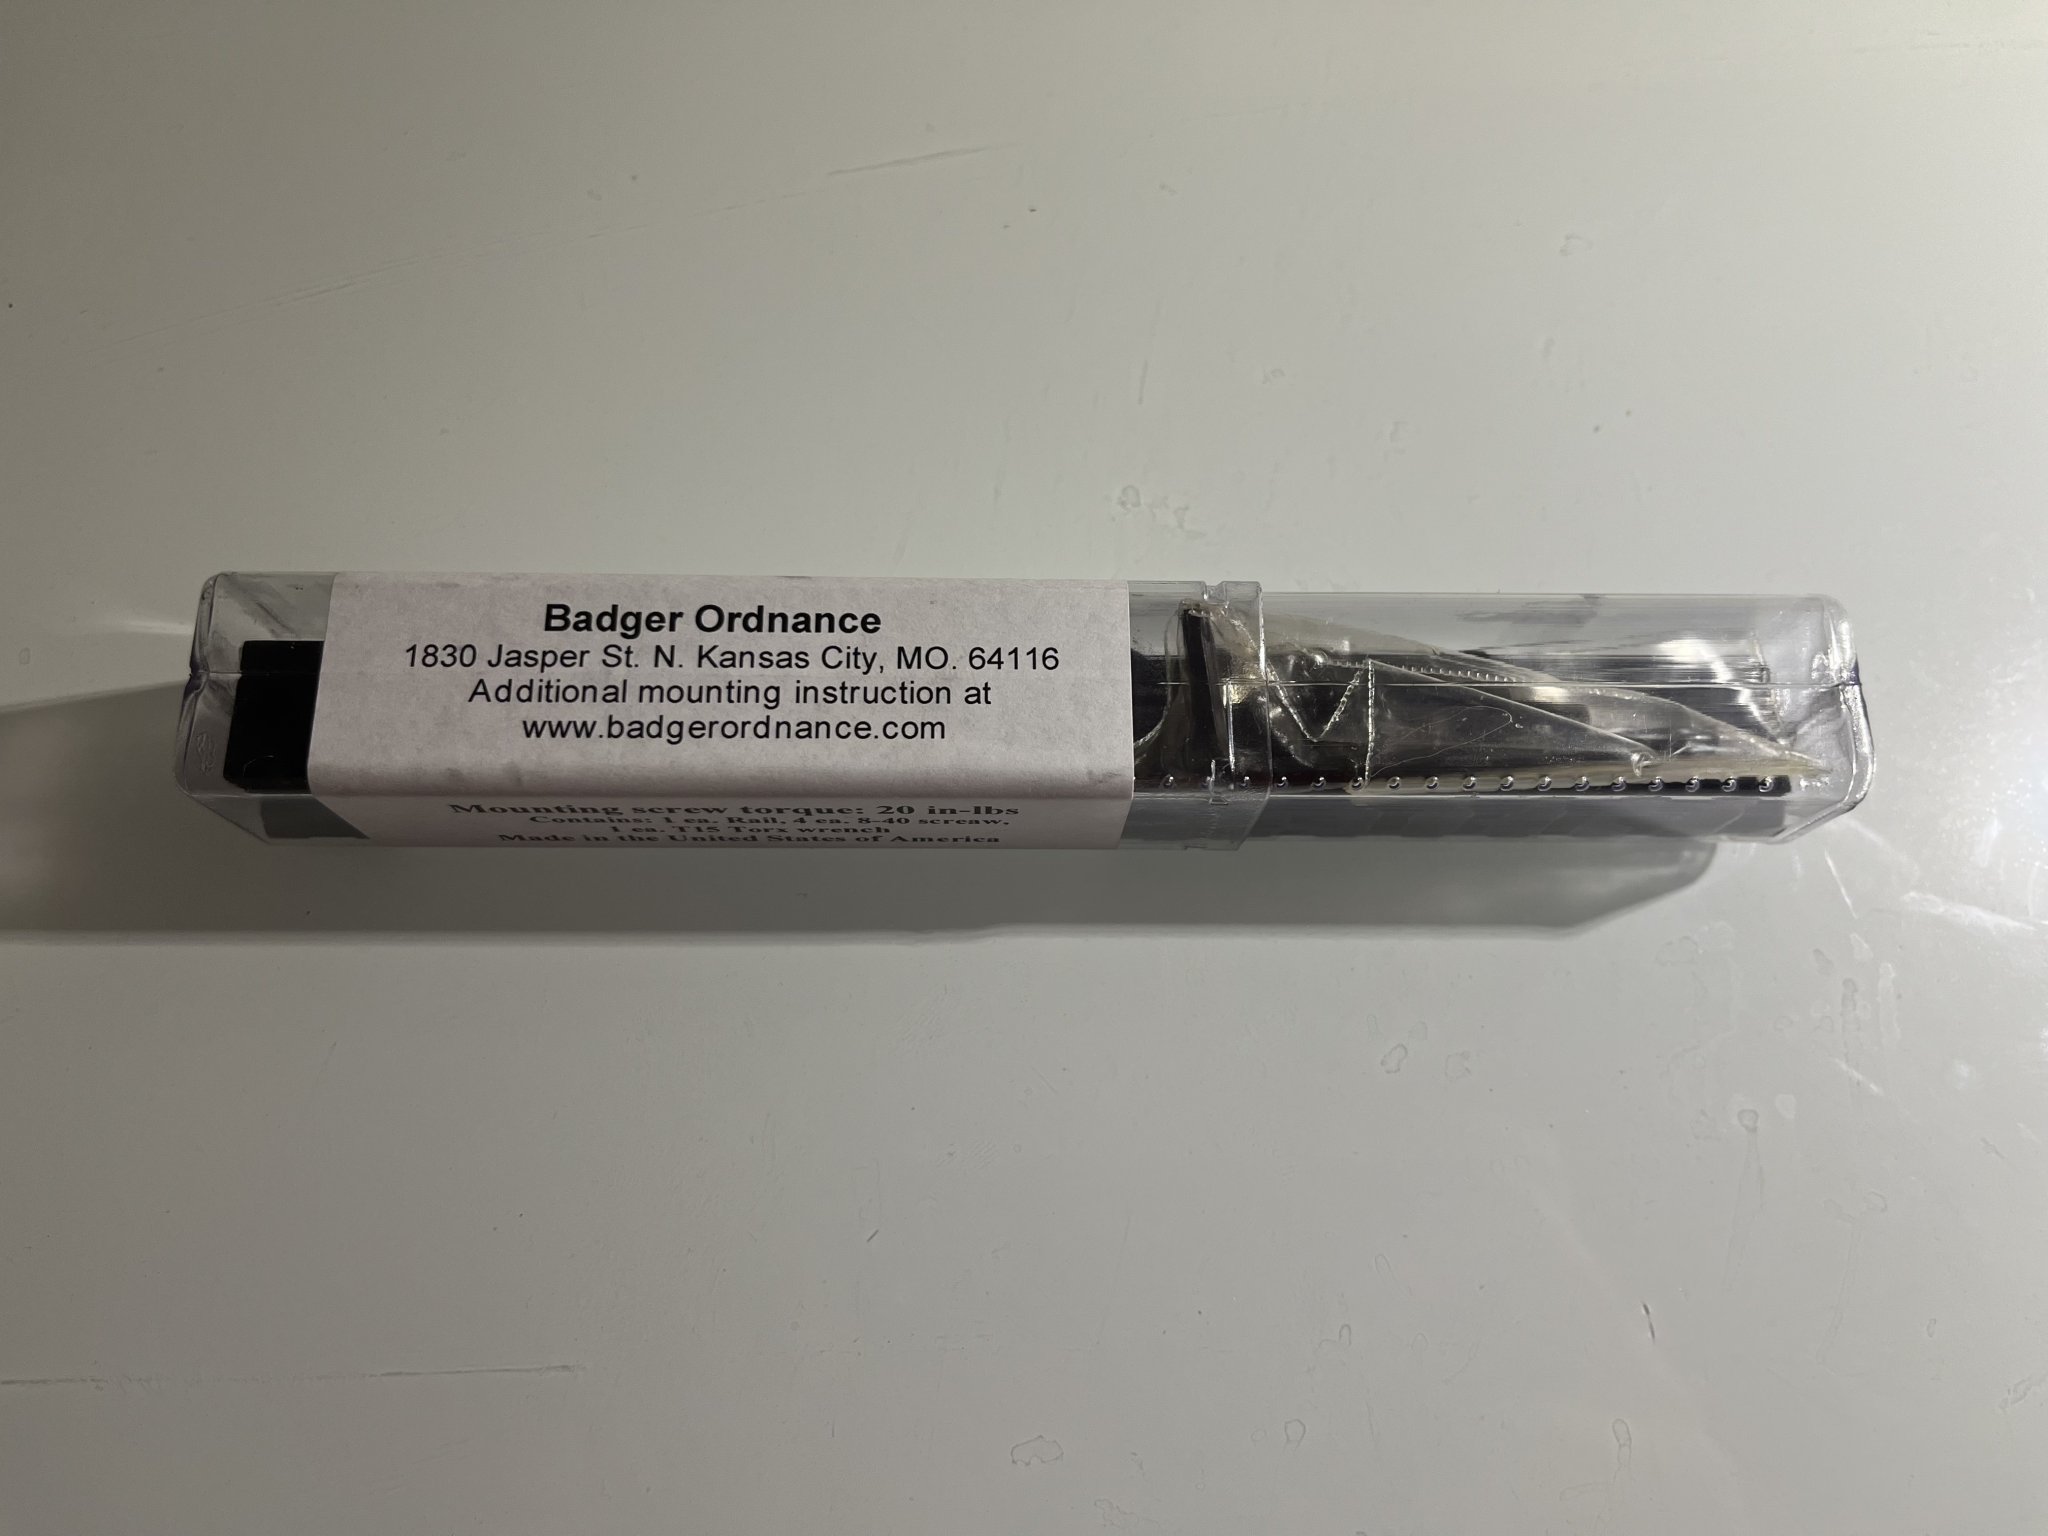 Badger Ordnance
1830 Jasper St. N. Kansas City, MO. 64116
Additional mounting instruction at
www.badgerordnance.com
Mounting screw torque: 20 in-lbs
Contains: 1 ea. Rail, 4 ea. 8-40 screaw,
1 ea. T15 Torx wrench
Made in the United States of America